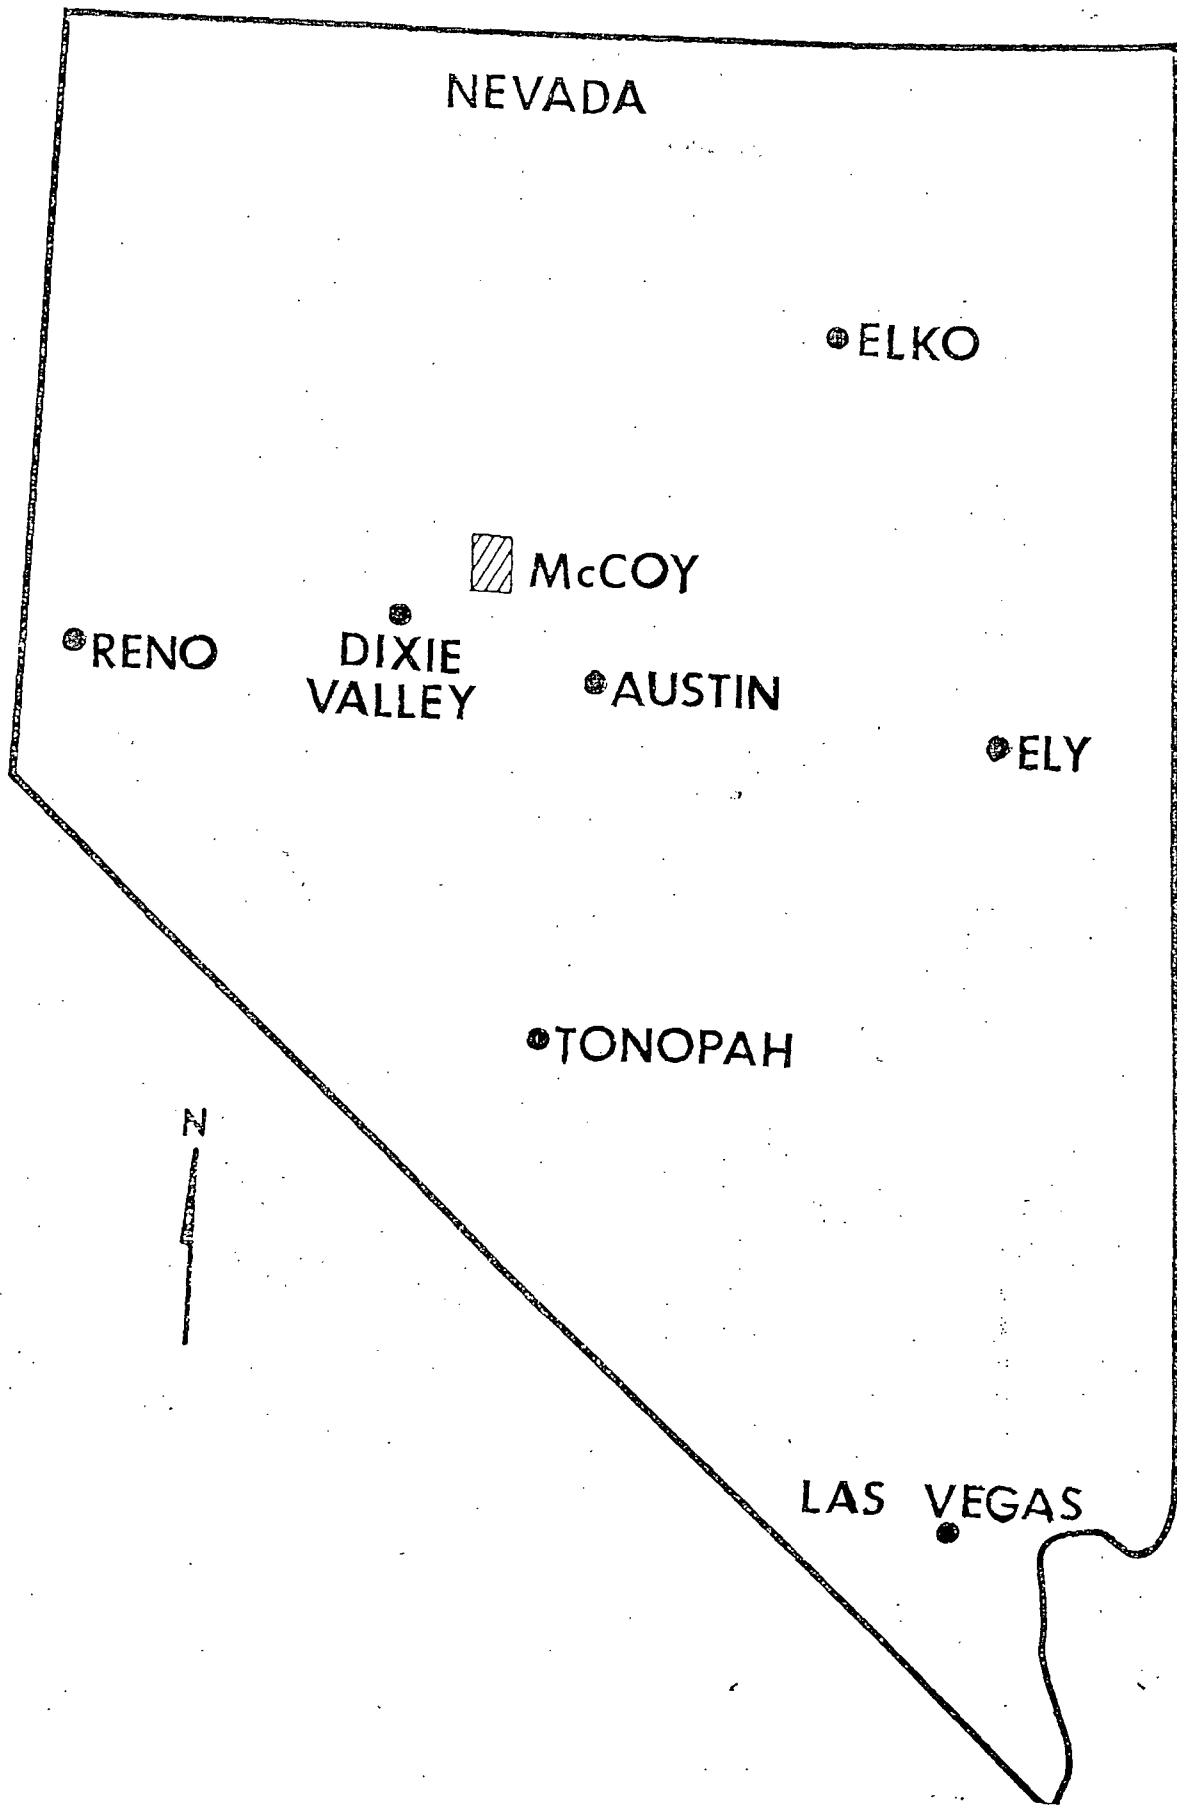 NEVADA
ELKO
McCOY
RENO
DIXIE
VALLEY
AUSTIN
ELY
TONOPAH
N
LAS VEGAS